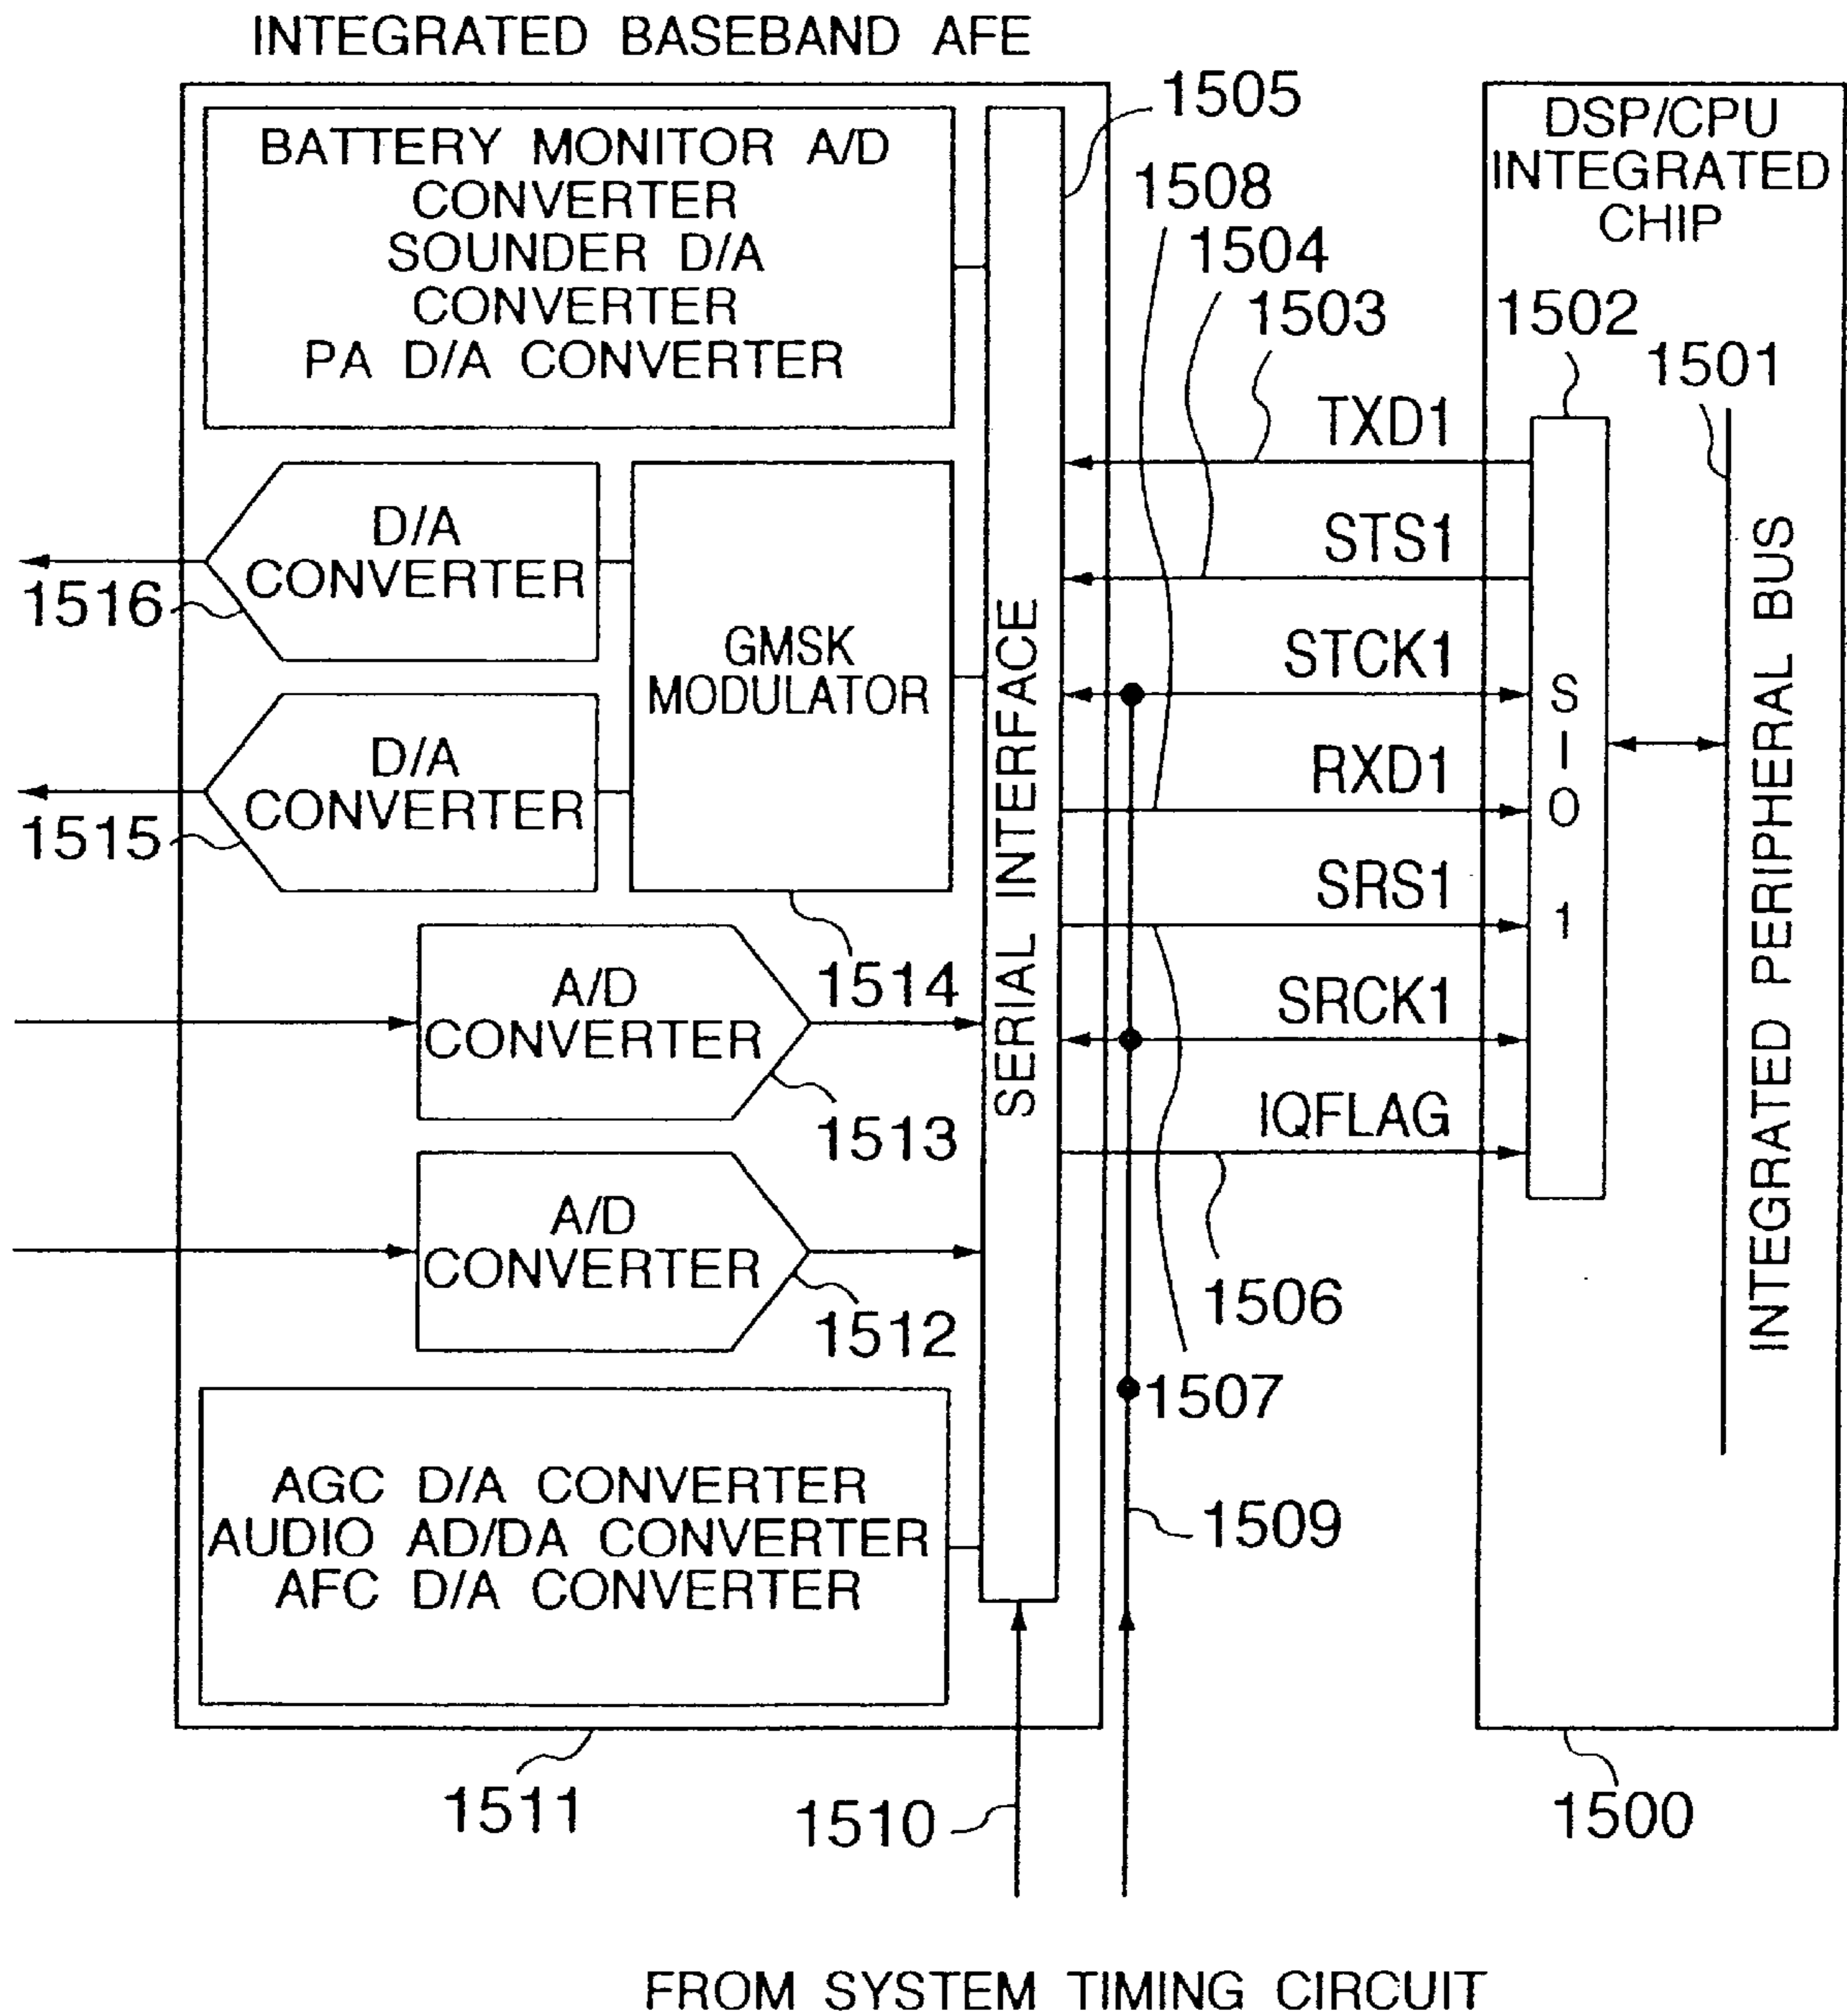 INTEGRATED BASEBAND AFE
BATTERY MONITOR A/D
CONVERTER
SOUNDER D/A
CONVERTER
PA D/A CONVERTER
1505
1508
1504
1503
DSP/CPU
INTEGRATED
CHIP
1502
1501
TXD1
STS1
STCK1
RXD1
SRS1
SRCK1
IQFLAG
D/A
CONVERTER
1516
D/A
CONVERTER
1515
GMSK
MODULATOR
1514
SERIAL INTERFACE
SIO 1
INTEGRATED PERIPHERAL BUS
A/D
CONVERTER
1513
A/D
CONVERTER
1512
1506
1507
1509
AGC D/A CONVERTER
AUDIO AD/DA CONVERTER
AFC D/A CONVERTER
1511
1510
1500
FROM SYSTEM TIMING CIRCUIT